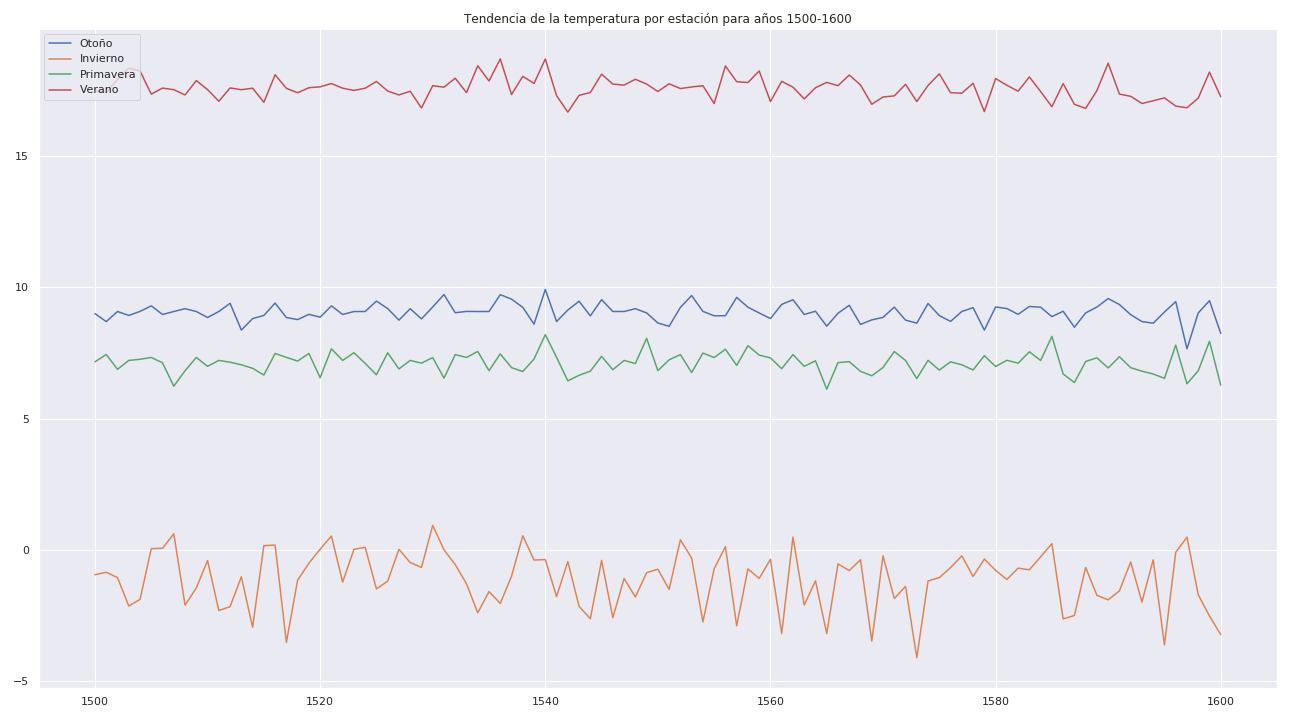 Tendencia de la temperatura por estación para años 1500-1600
Otoño
Invierno
Primavera
Verano
15
10
5
0
−5
1500 1520 1540 1560 1580 1600